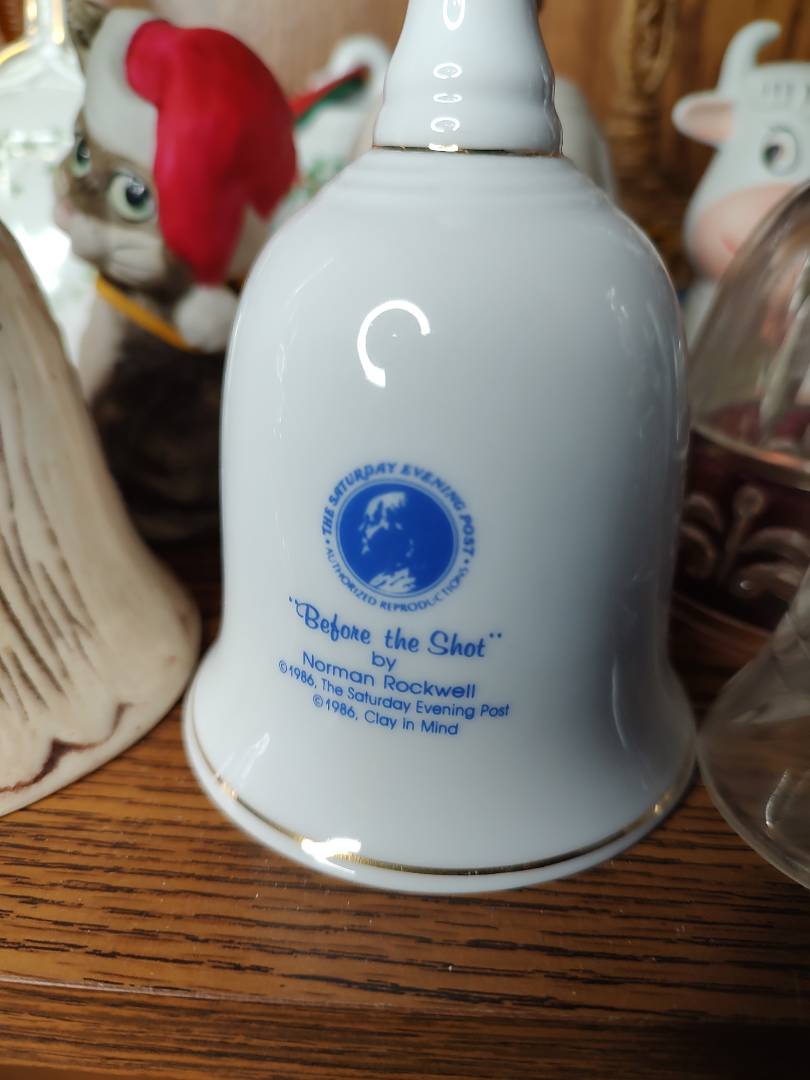 • THE SATURDAY EVENING POST •
AUTHORIZED REPRODUCTIONS
"Before the Shot"
by
Norman Rockwell
©1986, The Saturday Evening Post
©1986, Clay in Mind